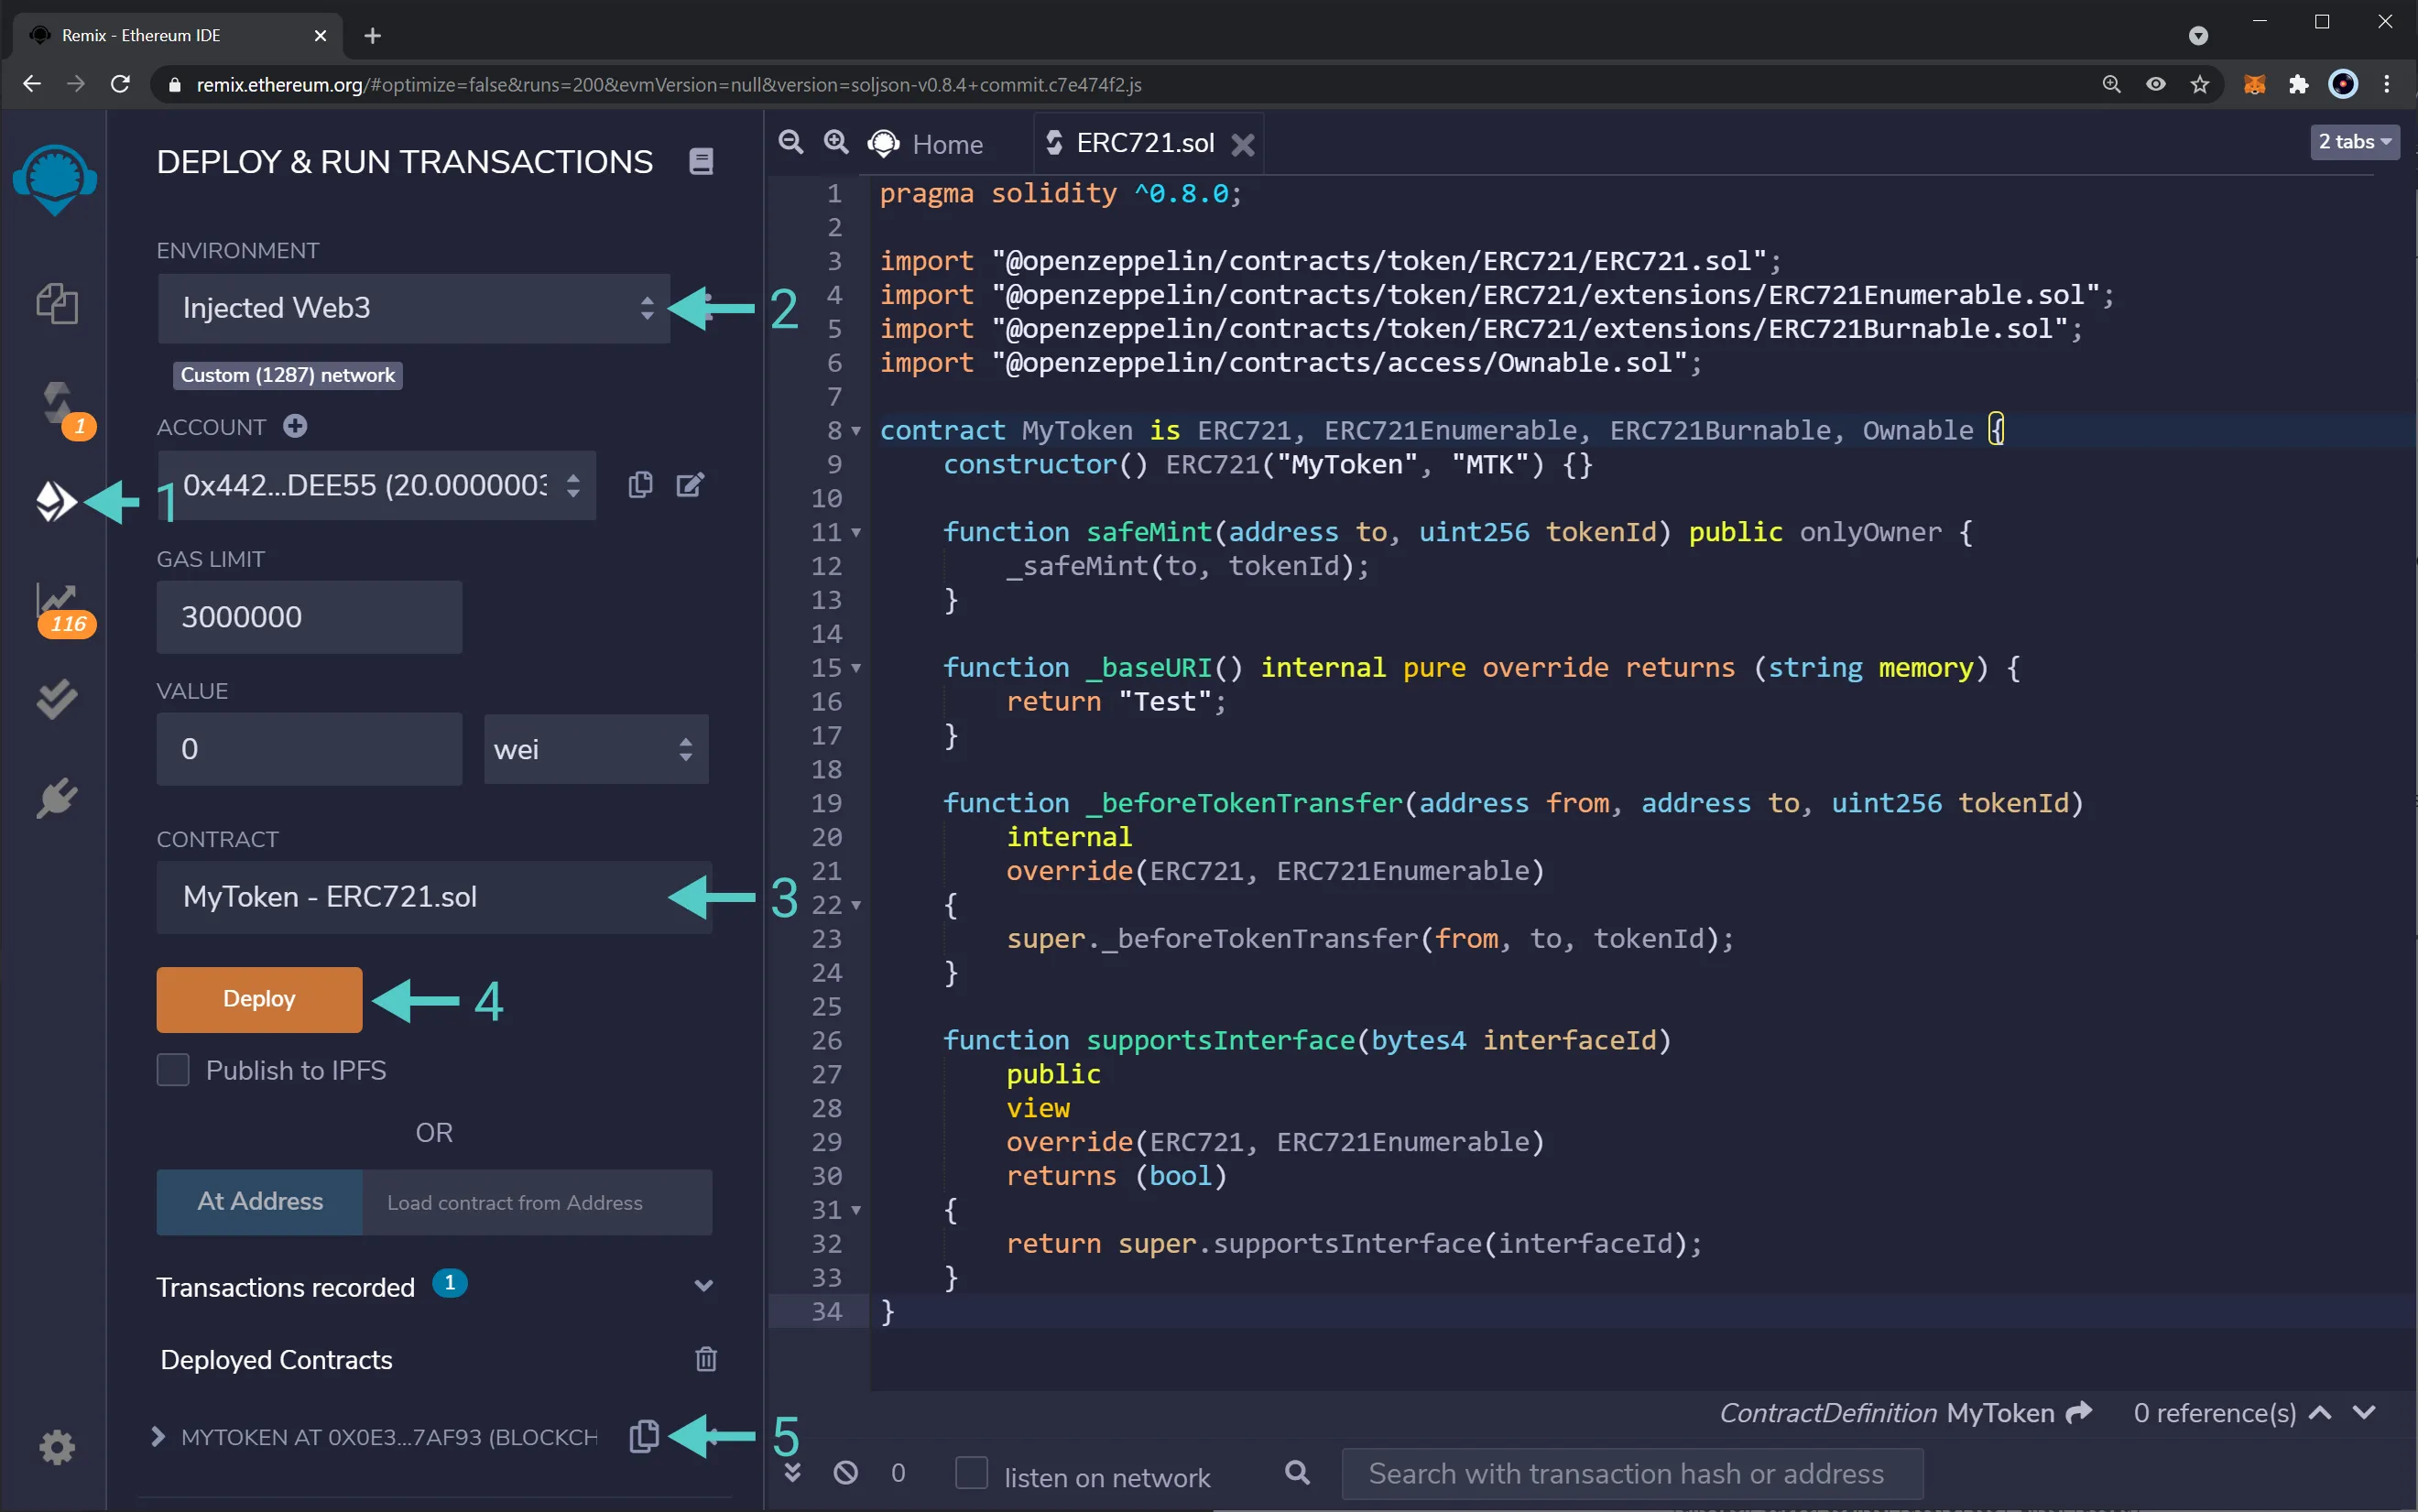 Remix - Ethereum IDE
remix.ethereum.org/#optimize=false&runs=200&evmVersion=null&version=soljson-v0.8.4+commit.c7e474f2.js
DEPLOY & RUN TRANSACTIONS
ENVIRONMENT
Injected Web3
2
Custom (1287) network
ACCOUNT
1
1
0x442...DEE55 (20.0000003
GAS LIMIT
3000000
116
VALUE
0
wei
CONTRACT
MyToken - ERC721.sol
3
Deploy
4
Publish to IPFS
OR
At Address
Load contract from Address
Transactions recorded 1
Deployed Contracts
MYTOKEN AT 0X0E3...7AF93 (BLOCKCH
5
Home
ERC721.sol
2 tabs
1 pragma solidity ^0.8.0;
2
3 import "@openzeppelin/contracts/token/ERC721/ERC721.sol";
4 import "@openzeppelin/contracts/token/ERC721/extensions/ERC721Enumerable.sol";
5 import "@openzeppelin/contracts/token/ERC721/extensions/ERC721Burnable.sol";
6 import "@openzeppelin/contracts/access/Ownable.sol";
7
8 contract MyToken is ERC721, ERC721Enumerable, ERC721Burnable, Ownable {
9 constructor() ERC721("MyToken", "MTK") {}
10
11 function safeMint(address to, uint256 tokenId) public onlyOwner {
12 _safeMint(to, tokenId);
13 }
14
15 function _baseURI() internal pure override returns (string memory) {
16 return "Test";
17 }
18
19 function _beforeTokenTransfer(address from, address to, uint256 tokenId)
20 internal
21 override(ERC721, ERC721Enumerable)
22 {
23 super._beforeTokenTransfer(from, to, tokenId);
24 }
25
26 function supportsInterface(bytes4 interfaceId)
27 public
28 view
29 override(ERC721, ERC721Enumerable)
30 returns (bool)
31 {
32 return super.supportsInterface(interfaceId);
33 }
34 }
ContractDefinition MyToken 0 reference(s)
0 listen on network Search with transaction hash or address